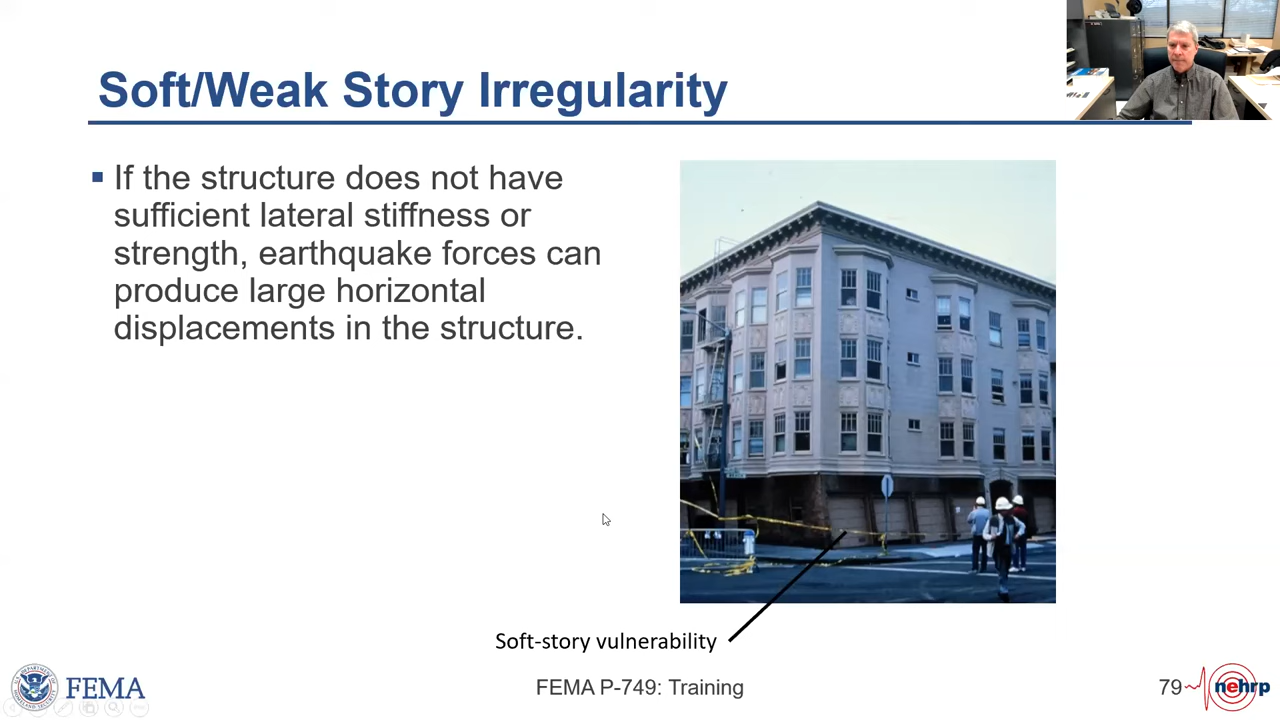 Soft/Weak Story Irregularity
If the structure does not have
sufficient lateral stiffness or
strength, earthquake forces can
produce large horizontal
displacements in the structure.
Soft-story vulnerability
FEMA
FEMA P-749: Training
79
nehrp